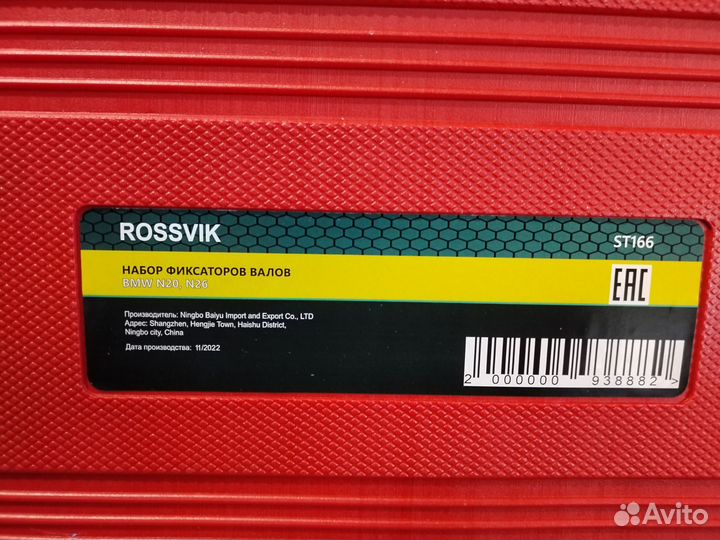 ROSSVIK
ST166
НАБОР ФИКСАТОРОВ ВАЛОВ
BMW N20, N26
EAC
Производитель: Ningbo Baiyu Import and Export Co., LTD
Адрес: Shangzhen, Hengjie Town, Haishu District,
Ningbo city, China
Дата производства: 11/2022
2 000000 938882 >
Avito